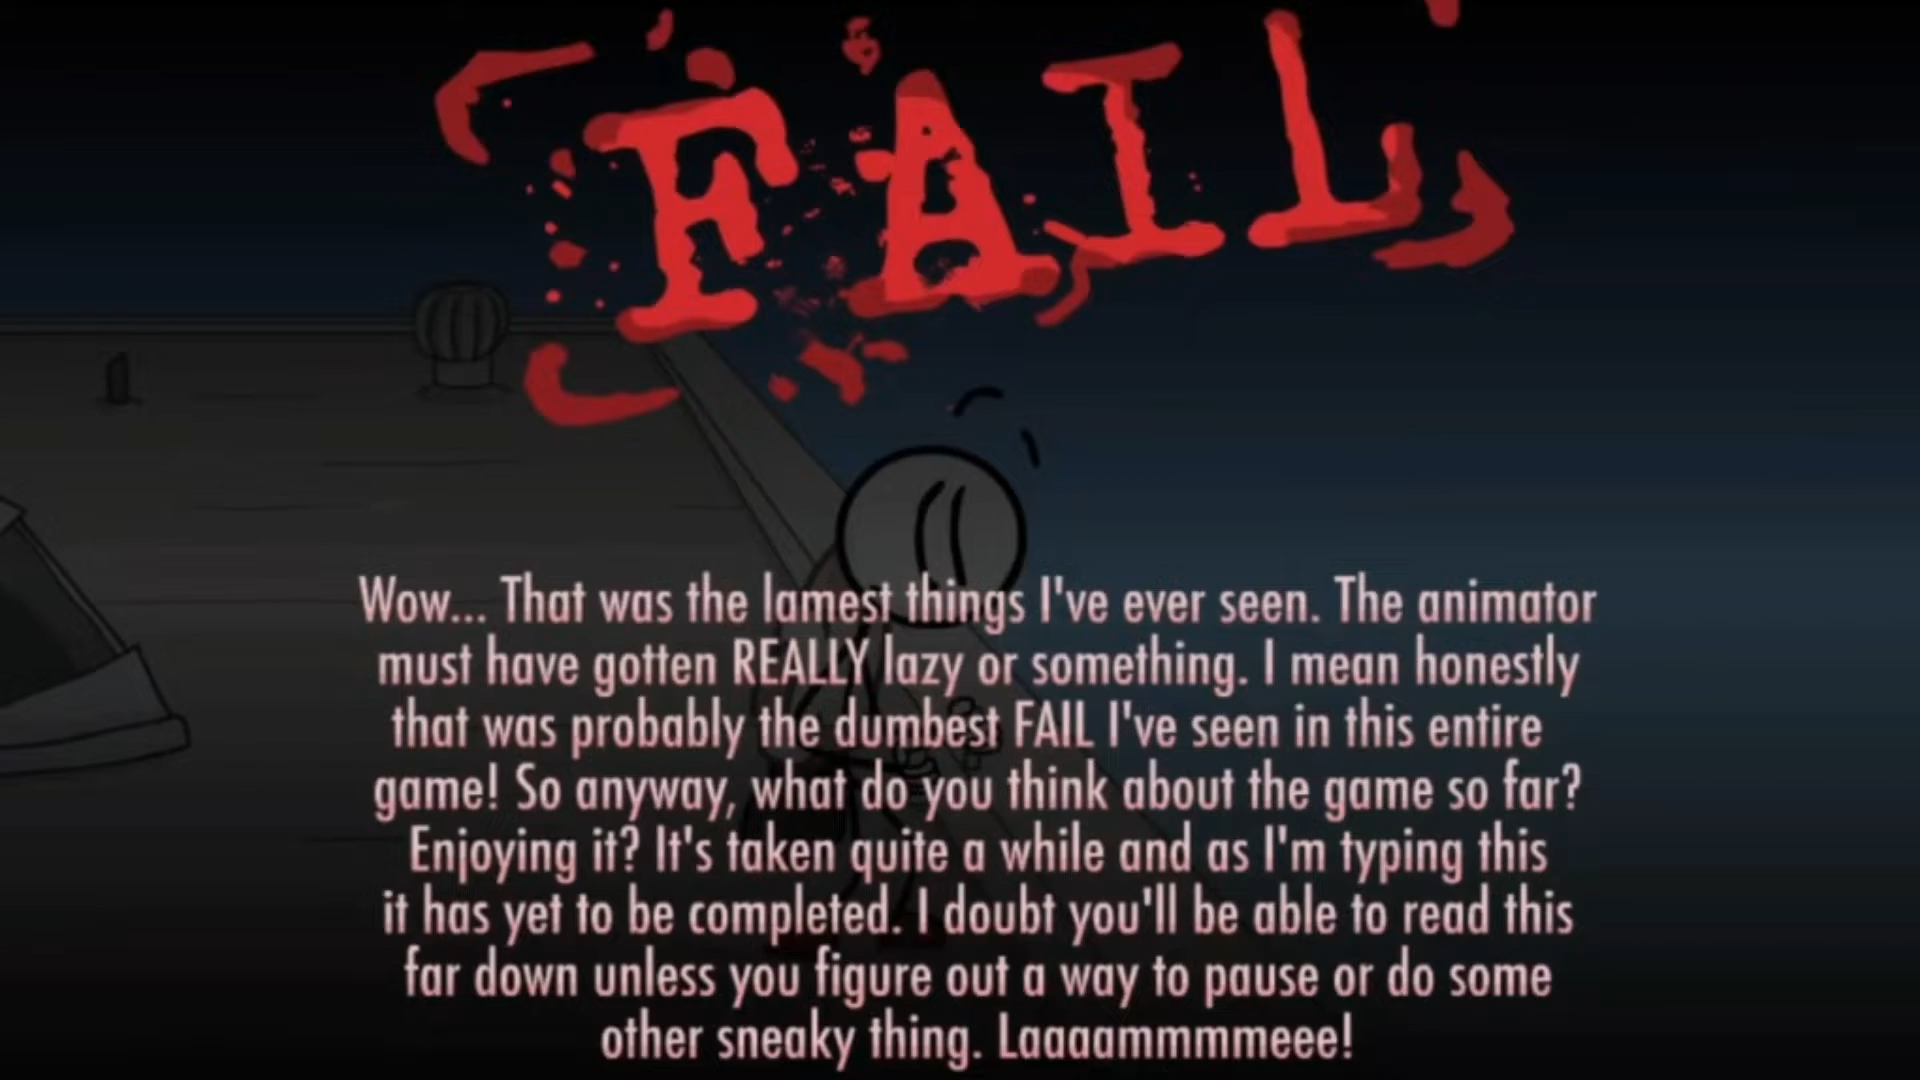 FAIL
Wow... That was the lamest things I've ever seen. The animator
must have gotten REALLY lazy or something. I mean honestly
that was probably the dumbest FAIL I've seen in this entire
game! So anyway, what do you think about the game so far?
Enjoying it? It's taken quite a while and as I'm typing this
it has yet to be completed. I doubt you'll be able to read this
far down unless you figure out a way to pause or do some
other sneaky thing. Laaaammmmeee!